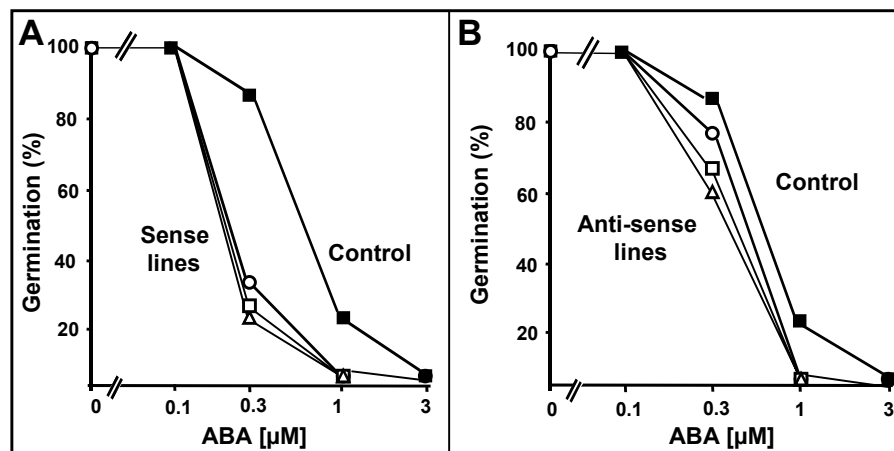 A
100
80
60
40
20
Germination (%)
Sense
lines
Control
0
0.1
0.3
1
3
ABA [µM]
B
100
80
60
40
20
Germination (%)
Anti-sense
lines
Control
0
0.1
0.3
1
3
ABA [µM]